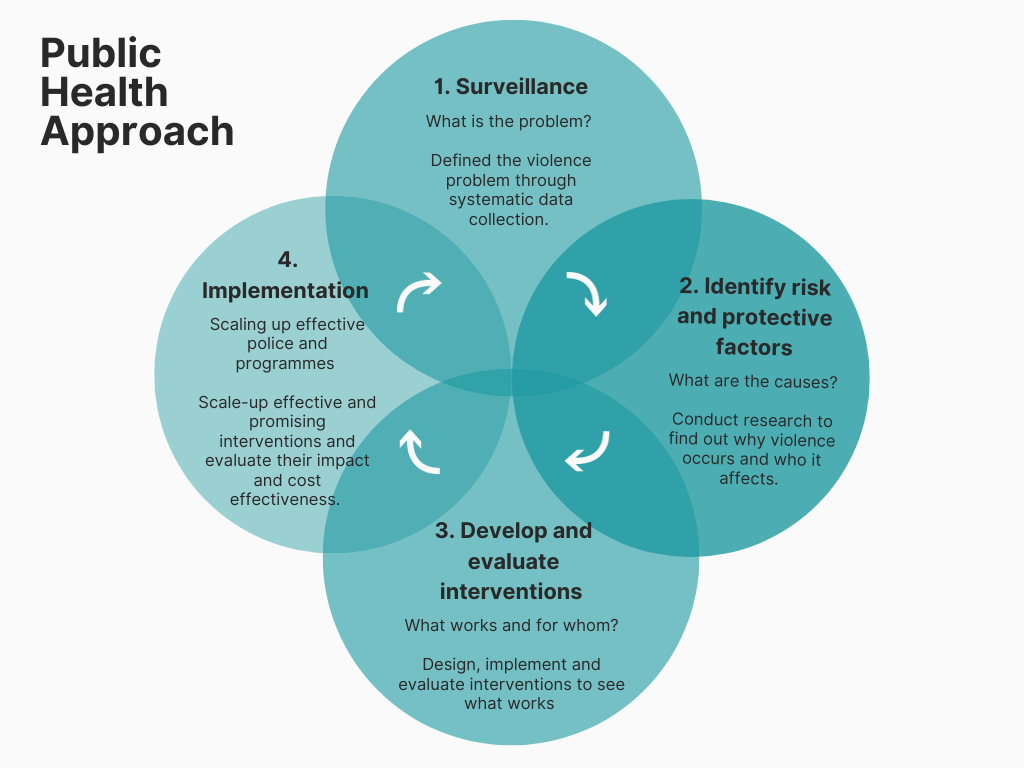 Public
Health
Approach
1. Surveillance
What is the problem?
Defined the violence
problem through
systematic data
collection.
2. Identify risk
and protective
factors
What are the causes?
Conduct research to
find out why violence
occurs and who it
affects.
3. Develop and
evaluate
interventions
What works and for whom?
Design, implement and
evaluate interventions to see
what works
4.
Implementation
Scaling up effective
police and
programmes
Scale-up effective and
promising
interventions and
evaluate their impact
and cost
effectiveness.